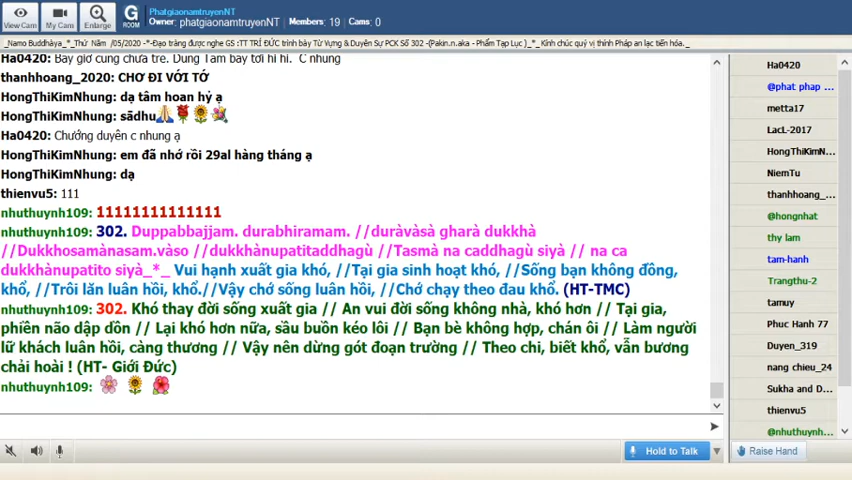 View Cam
My Cam
Enlarge
G
ROOM
PhatgiaonamtruyenNT
Owner: phatgiaonamtruyenNT | Members: 19 | Cams: 0
_Namo Buddhàya_*_Thứ Năm /05/2020 -*-Đạo tràng được nghe GS :TT TRÍ ĐỨC trình bày Từ Vựng & Duyên Sự PCK Số 302 -(Pakin.n.aka - Phẩm Tạp Lục )_*_ Kính chúc quý vị thính Pháp an lạc tiến hóa._
Ha0420: Bây giờ cũng chưa trễ. Dùng Tâm bay tới hi hi. C nhung
thanhhoang_2020: CHƠ ĐI VỚI TỚ
HongThiKimNhung: dạ tâm hoan hỷ ạ
HongThiKimNhung: sādhu
Ha0420: Chướng duyên c nhung ạ
HongThiKimNhung: em đã nhớ rồi 29al hàng tháng ạ
HongThiKimNhung: dạ
thienvu5: 111
nhuthuynh109: 11111111111111
nhuthuynh109: 302. Duppabbajjam. durabhiramam. //duràvàsà gharà dukkhà
//Dukkhosamànasam.vàso //dukkhànupatitaddhagù //Tasmà na caddhagù siyà // na ca
dukkhànupatito siyà_*_ Vui hạnh xuất gia khó, //Tại gia sinh hoạt khó, //Sống bạn không đông,
khổ, //Trôi lăn luân hồi, khổ.//Vậy chớ sống luân hồi, //Chớ chạy theo đau khổ. (HT-TMC)
nhuthuynh109: 302. Khó thay đời sống xuất gia // An vui đời sống không nhà, khó hơn // Tại gia,
phiền não dập dồn // Lại khó hơn nữa, sầu buồn kéo lôi // Bạn bè không hợp, chán ôi // Làm người
lữ khách luân hồi, càng thương // Vậy nên dừng gót đoạn trường // Theo chi, biết khổ, vẫn bương
chải hoài ! (HT- Giới Đức)
nhuthuynh109:
Hold to Talk
Raise Hand
Ha0420
@phat phap ...
metta17
LacL-2017
HongThiKimN...
NiemTu
thanhhoang_...
@hongnhat
thy lam
tam-hanh
Trangthu-2
tamuy
Phuc Hanh 77
Duyen_319
nang chieu_24
Sukha and D...
thienvu5
@nhuthuynh...